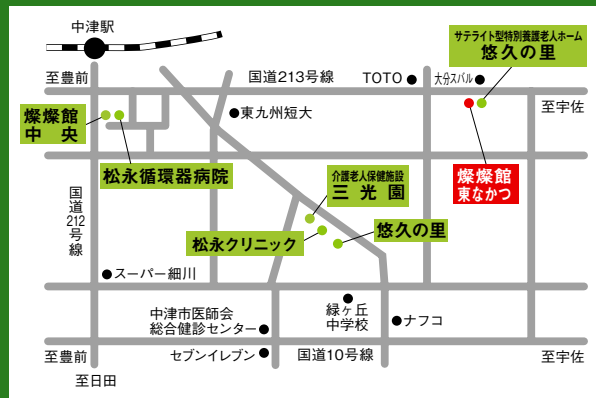 中津駅
サテライト型特別養護老人ホーム
悠久の里
至豊前
国道213号線
TOTO
大分スバル
至宇佐
燦燦館
中央
東九州短大
松永循環器病院
燦燦館
東なかつ
介護老人保健施設
三光園
国道212号線
松永クリニック
悠久の里
スーパー細川
中津市医師会
総合健診センター
緑ヶ丘
中学校
ナフコ
至豊前
セブンイレブン
国道10号線
至宇佐
至日田